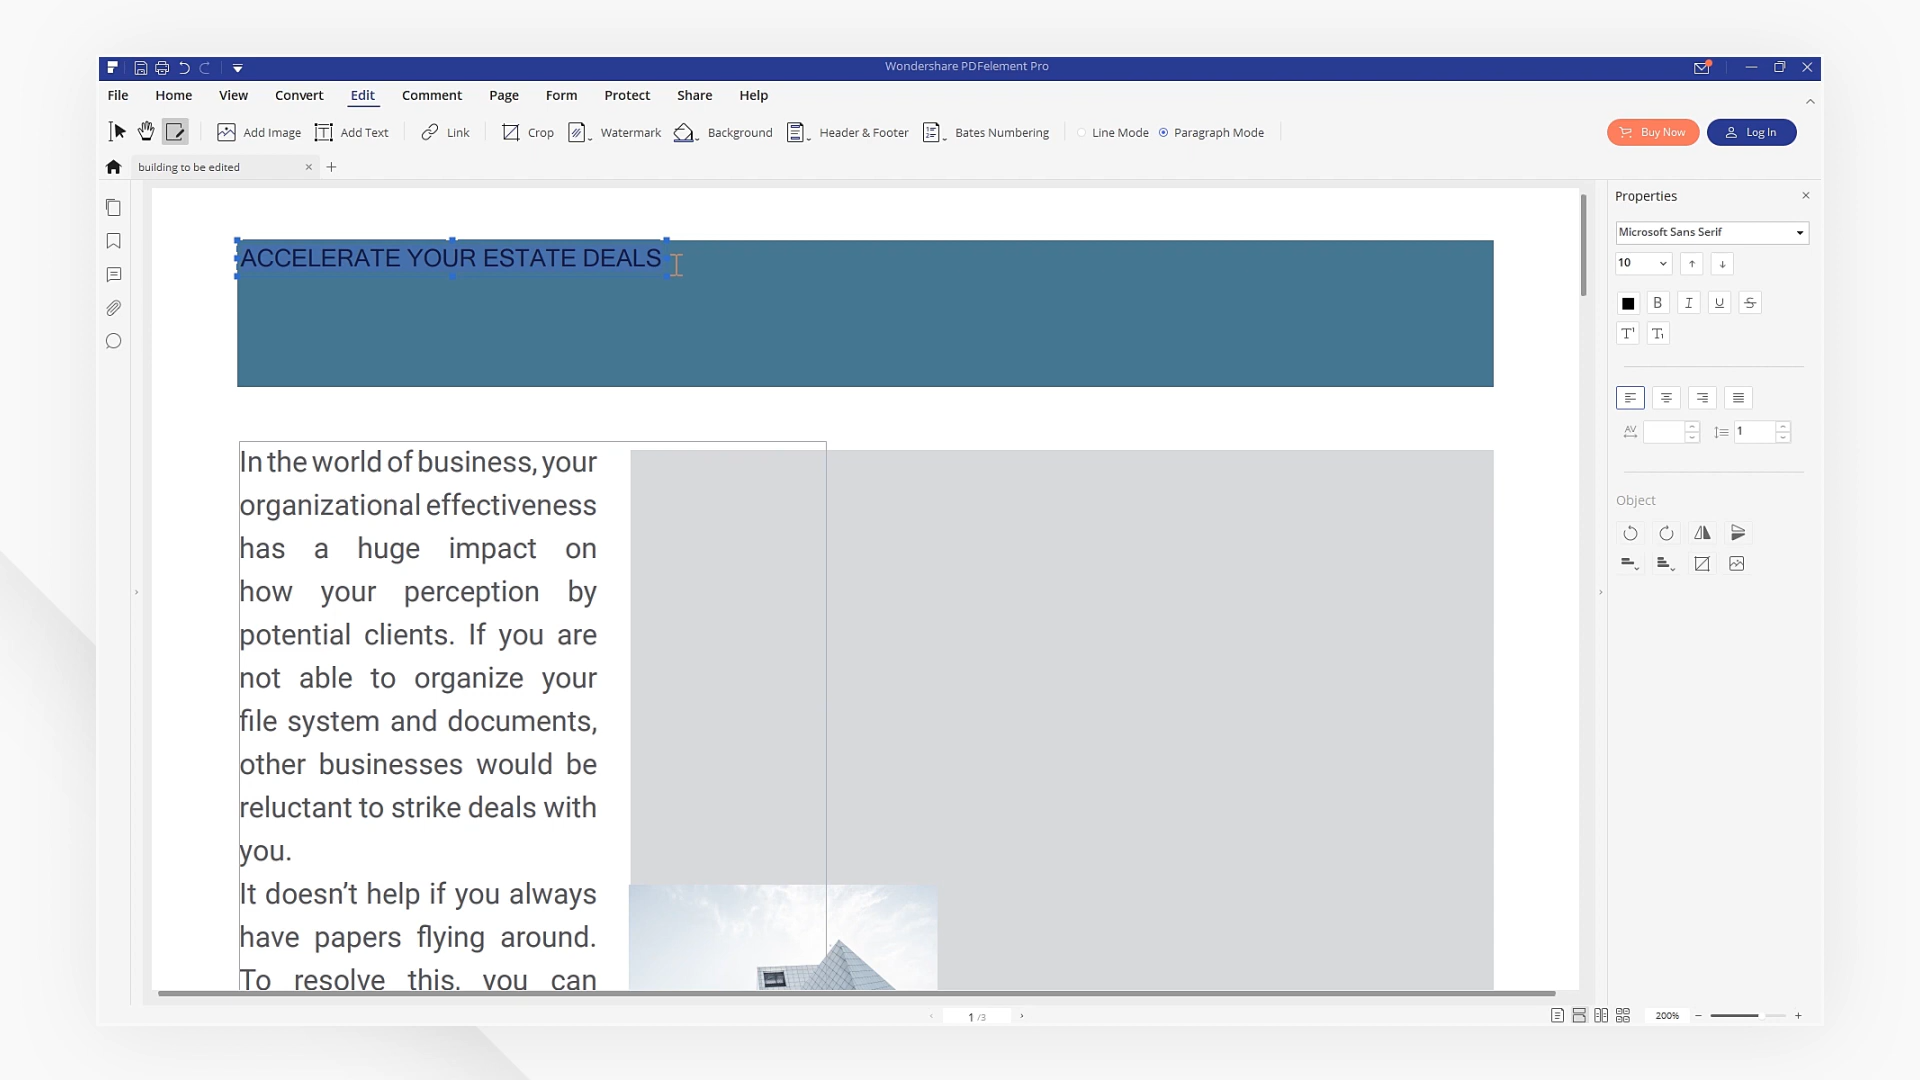 Wondershare PDFelement Pro
File Home View Convert Edit Comment Page Form Protect Share Help
Add Image Add Text Link Crop Watermark Background Header & Footer Bates Numbering Line Mode Paragraph Mode Buy Now Log In
building to be edited
Properties
Microsoft Sans Serif
10
B I U S
T T
AV 1
Object
ACCELERATE YOUR ESTATE DEALS
In the world of business, your
organizational effectiveness
has a huge impact on
how your perception by
potential clients. If you are
not able to organize your
file system and documents,
other businesses would be
reluctant to strike deals with
you.
It doesn’t help if you always
have papers flying around.
To resolve this, you can
1 /3
200%